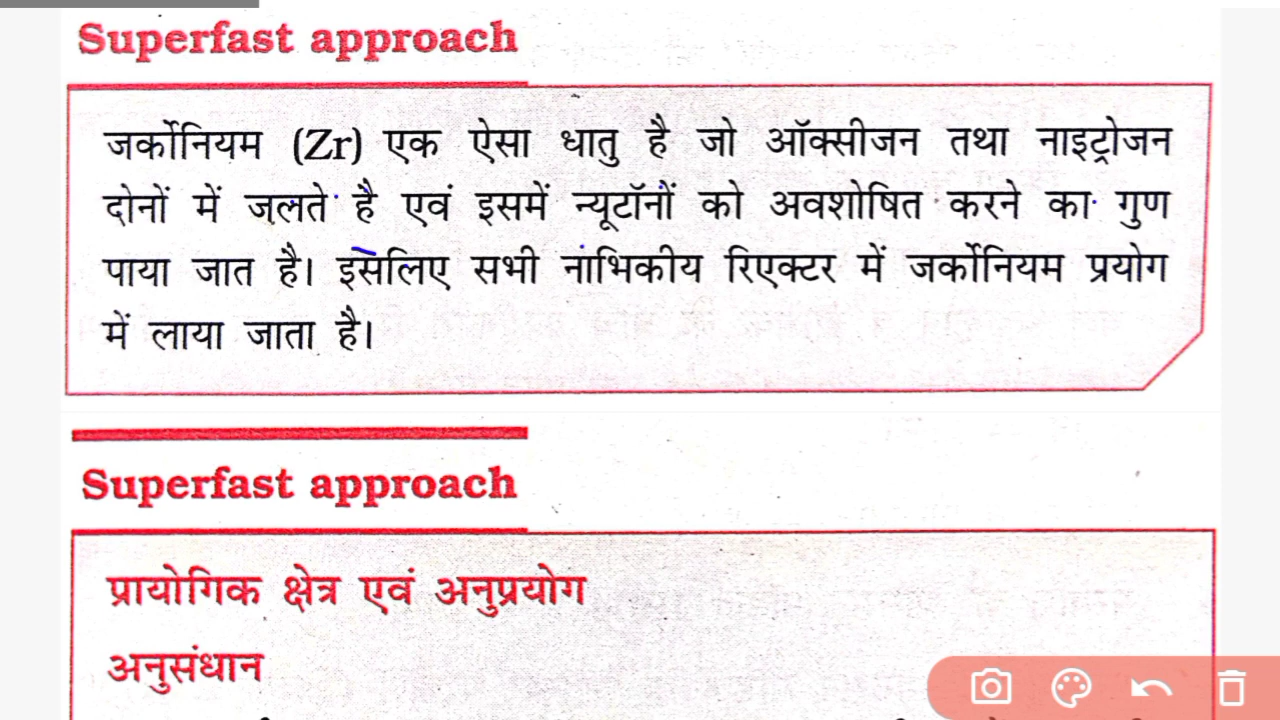 Superfast approach
जर्कोनियम (Zr) एक ऐसा धातु है जो ऑक्सीजन तथा नाइट्रोजन
दोनों में जलते है एवं इसमें न्यूटॉनों को अवशोषित करने का गुण
पाया जात है। इसलिए सभी नाभिकीय रिएक्टर में जर्कोनियम प्रयोग
में लाया जाता है।
Superfast approach
प्रायोगिक क्षेत्र एवं अनुप्रयोग
अनुसंधान